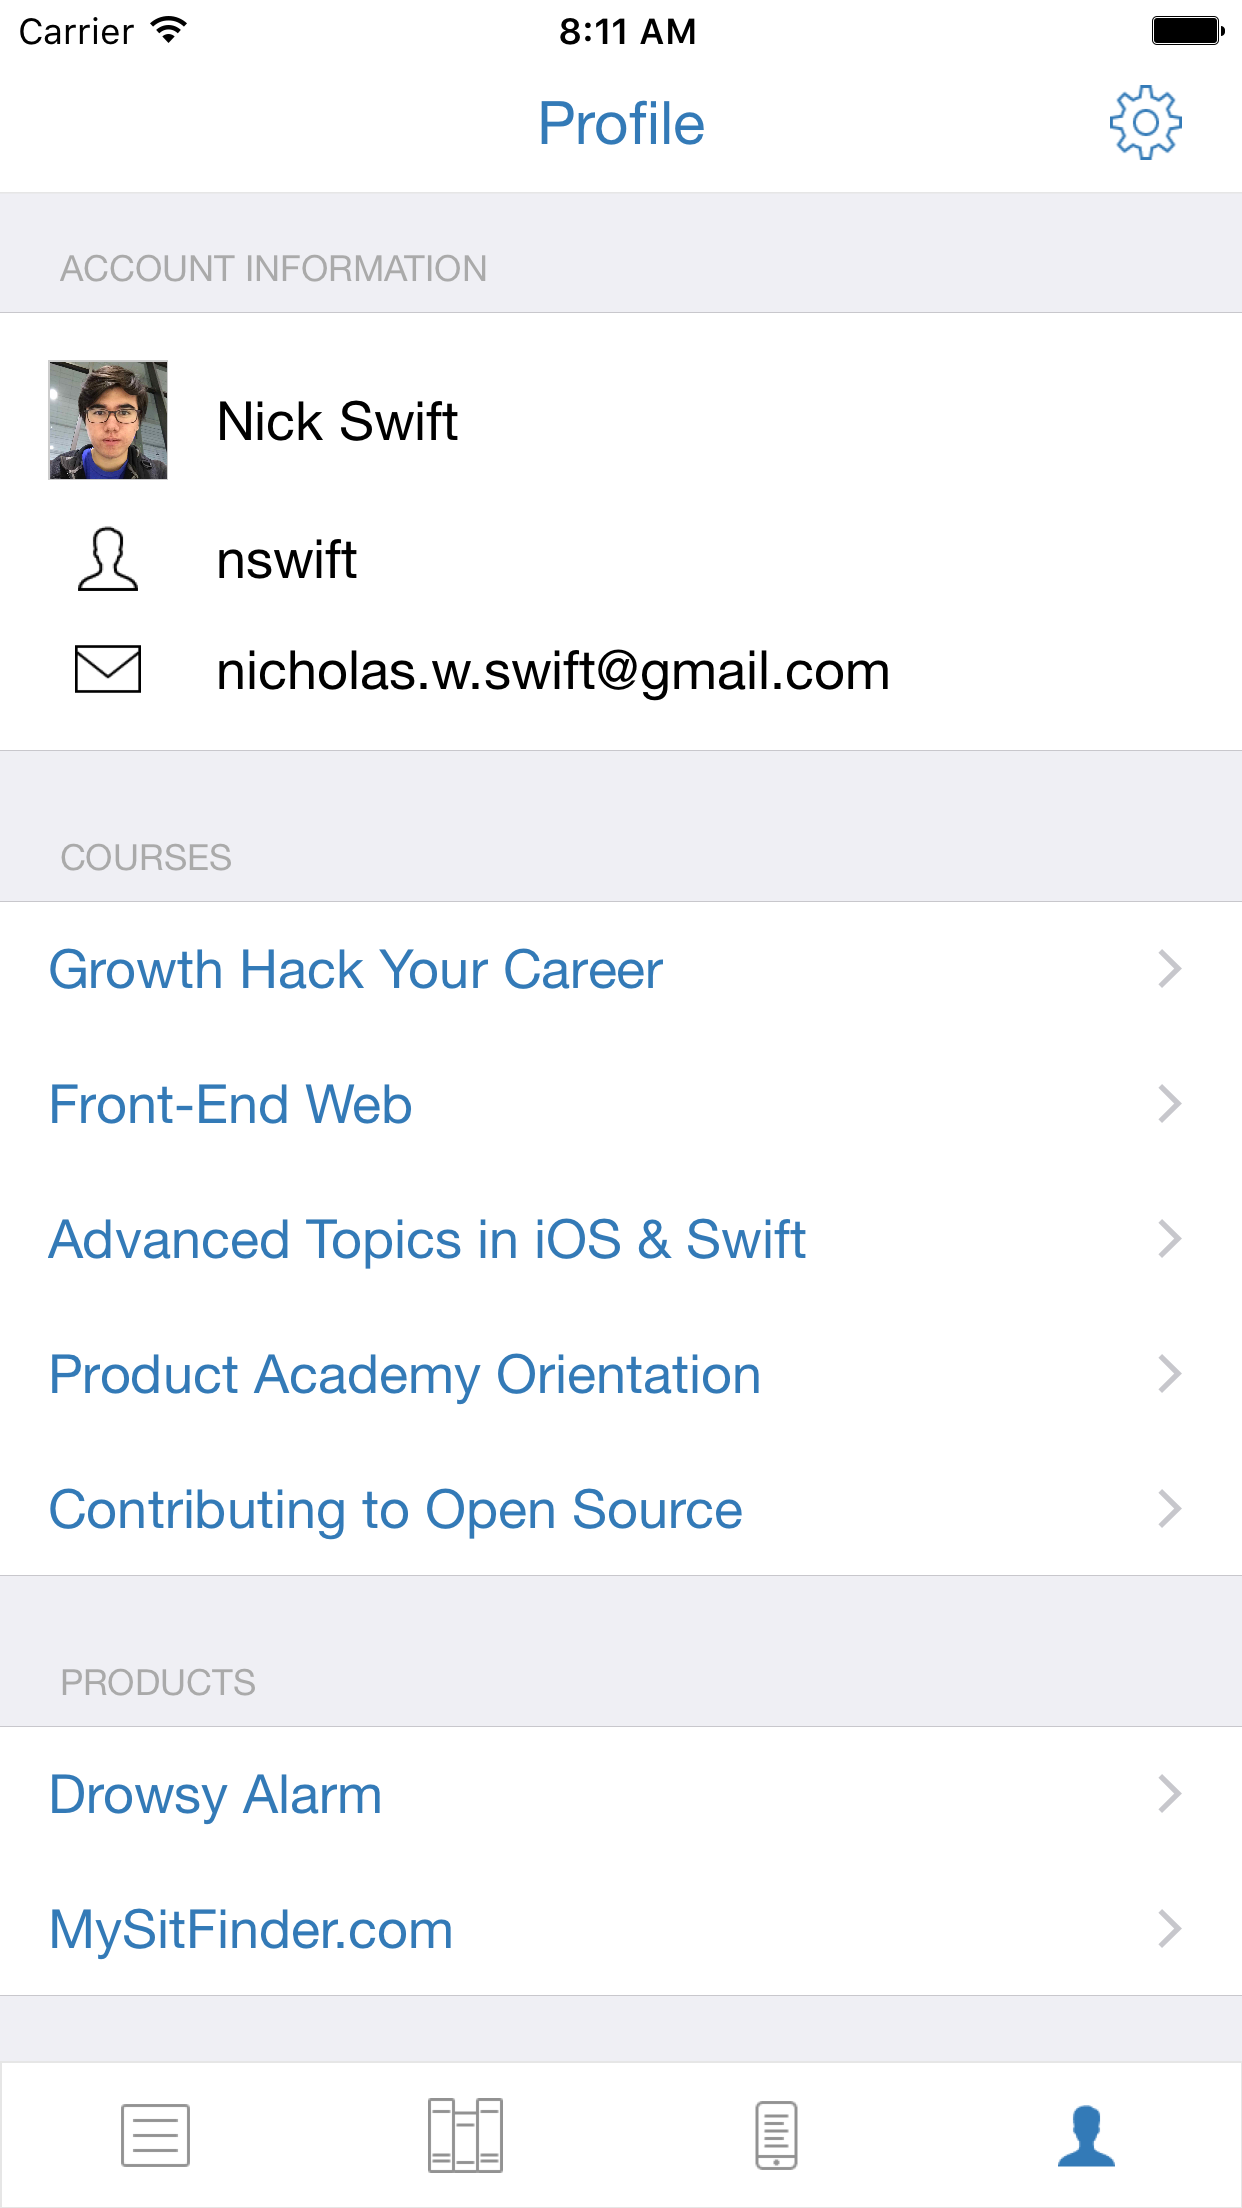 Carrier 8:11 AM
Profile
ACCOUNT INFORMATION
Nick Swift
nswift
nicholas.w.swift@gmail.com
COURSES
Growth Hack Your Career
Front-End Web
Advanced Topics in iOS & Swift
Product Academy Orientation
Contributing to Open Source
PRODUCTS
Drowsy Alarm
MySitFinder.com